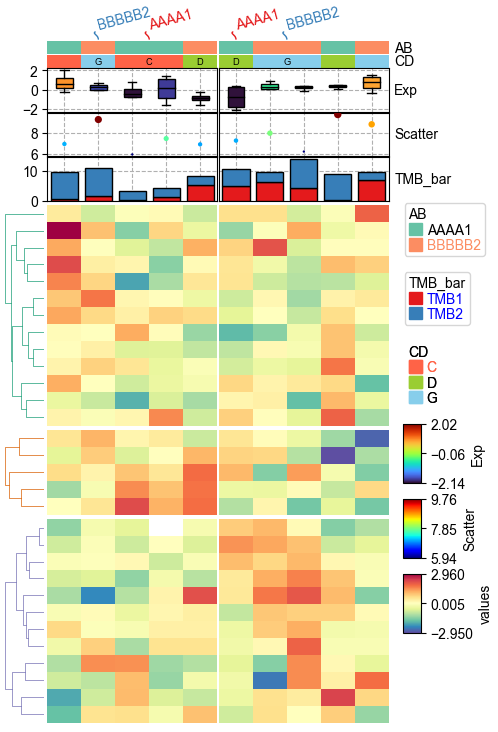 BBBBB2 AAAA1 AAAA1 BBBBB2
AB
G C D D G CD
2
0
−2
Exp
8
6
Scatter
10
0
TMB_bar
AB
AAAA1
BBBBB2
TMB_bar
TMB1
TMB2
CD
C
D
G
2.02
−0.06
−2.14
Exp
9.76
7.85
5.94
Scatter
2.960
0.005
−2.950
values